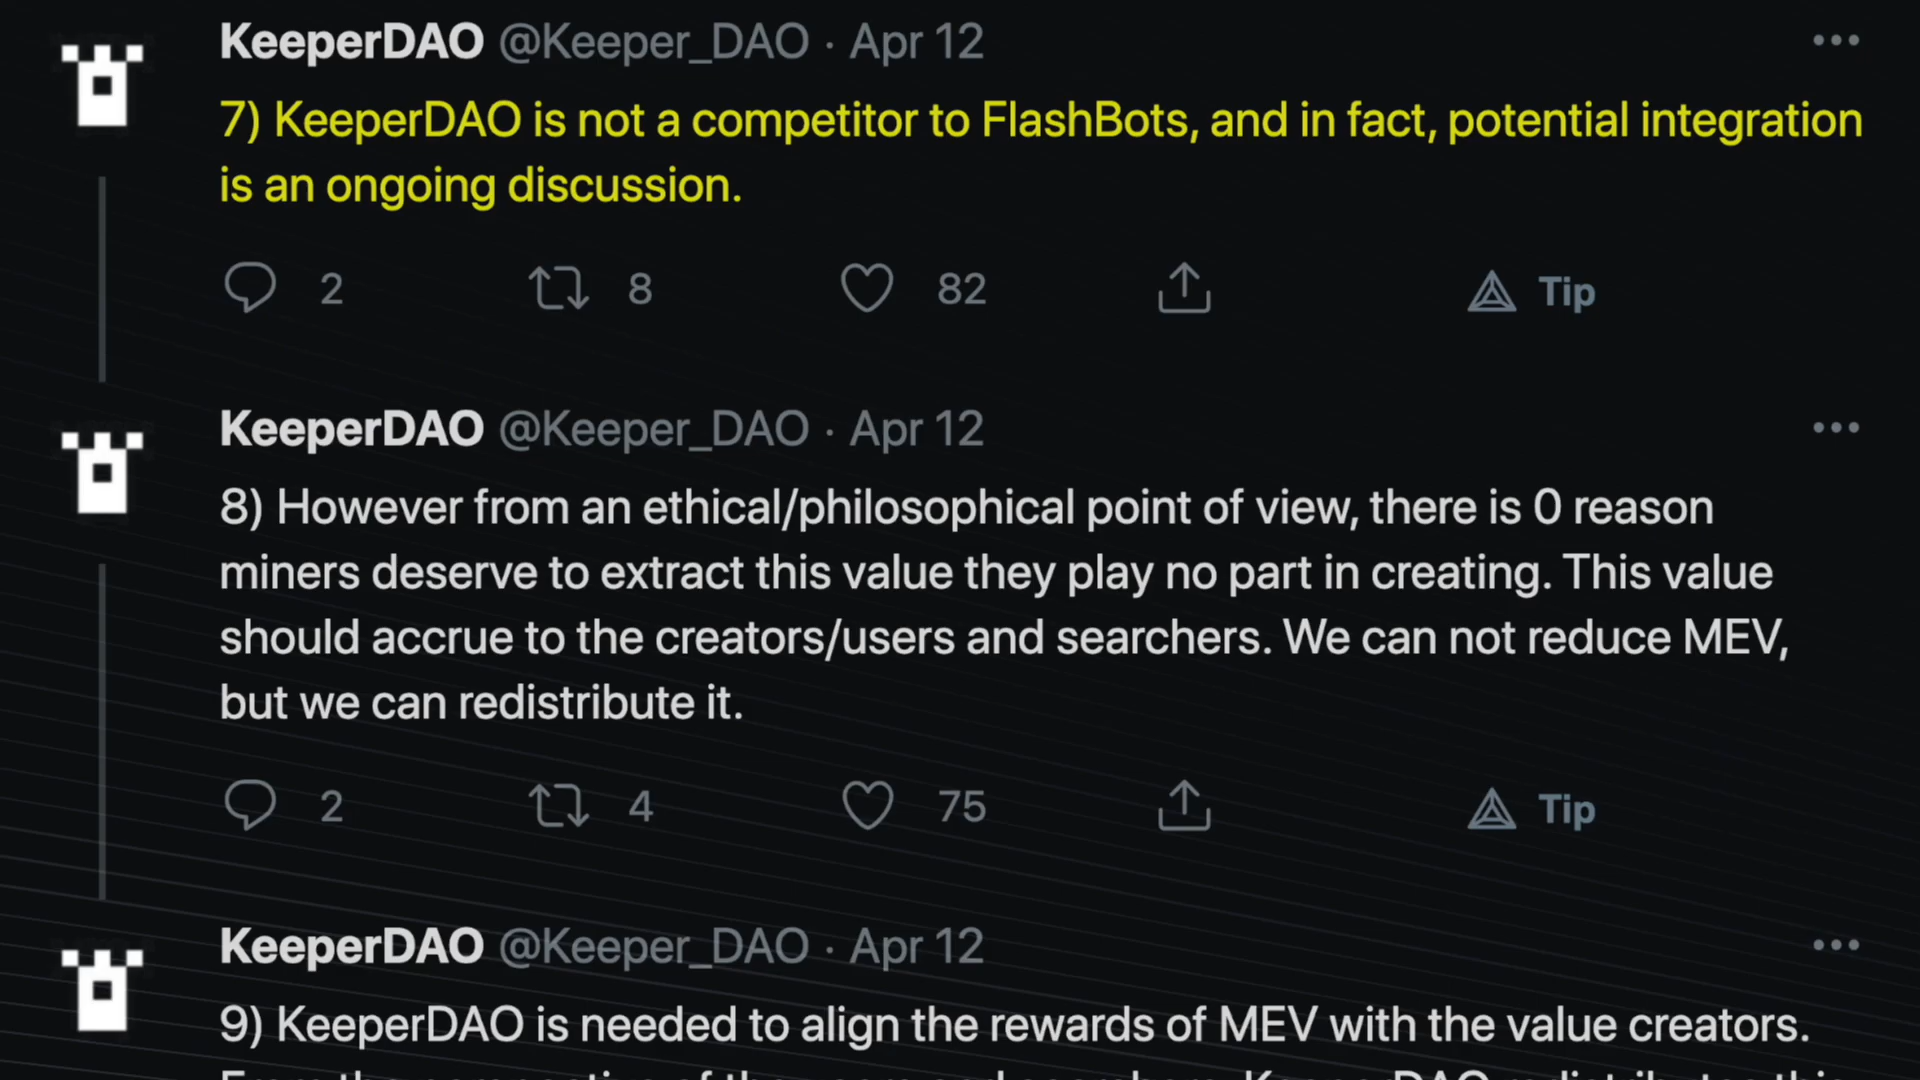 KeeperDAO @Keeper_DAO · Apr 12
7) KeeperDAO is not a competitor to FlashBots, and in fact, potential integration
is an ongoing discussion.
2 8 82 Tip
KeeperDAO @Keeper_DAO · Apr 12
8) However from an ethical/philosophical point of view, there is 0 reason
miners deserve to extract this value they play no part in creating. This value
should accrue to the creators/users and searchers. We can not reduce MEV,
but we can redistribute it.
2 4 75 Tip
KeeperDAO @Keeper_DAO · Apr 12
9) KeeperDAO is needed to align the rewards of MEV with the value creators.